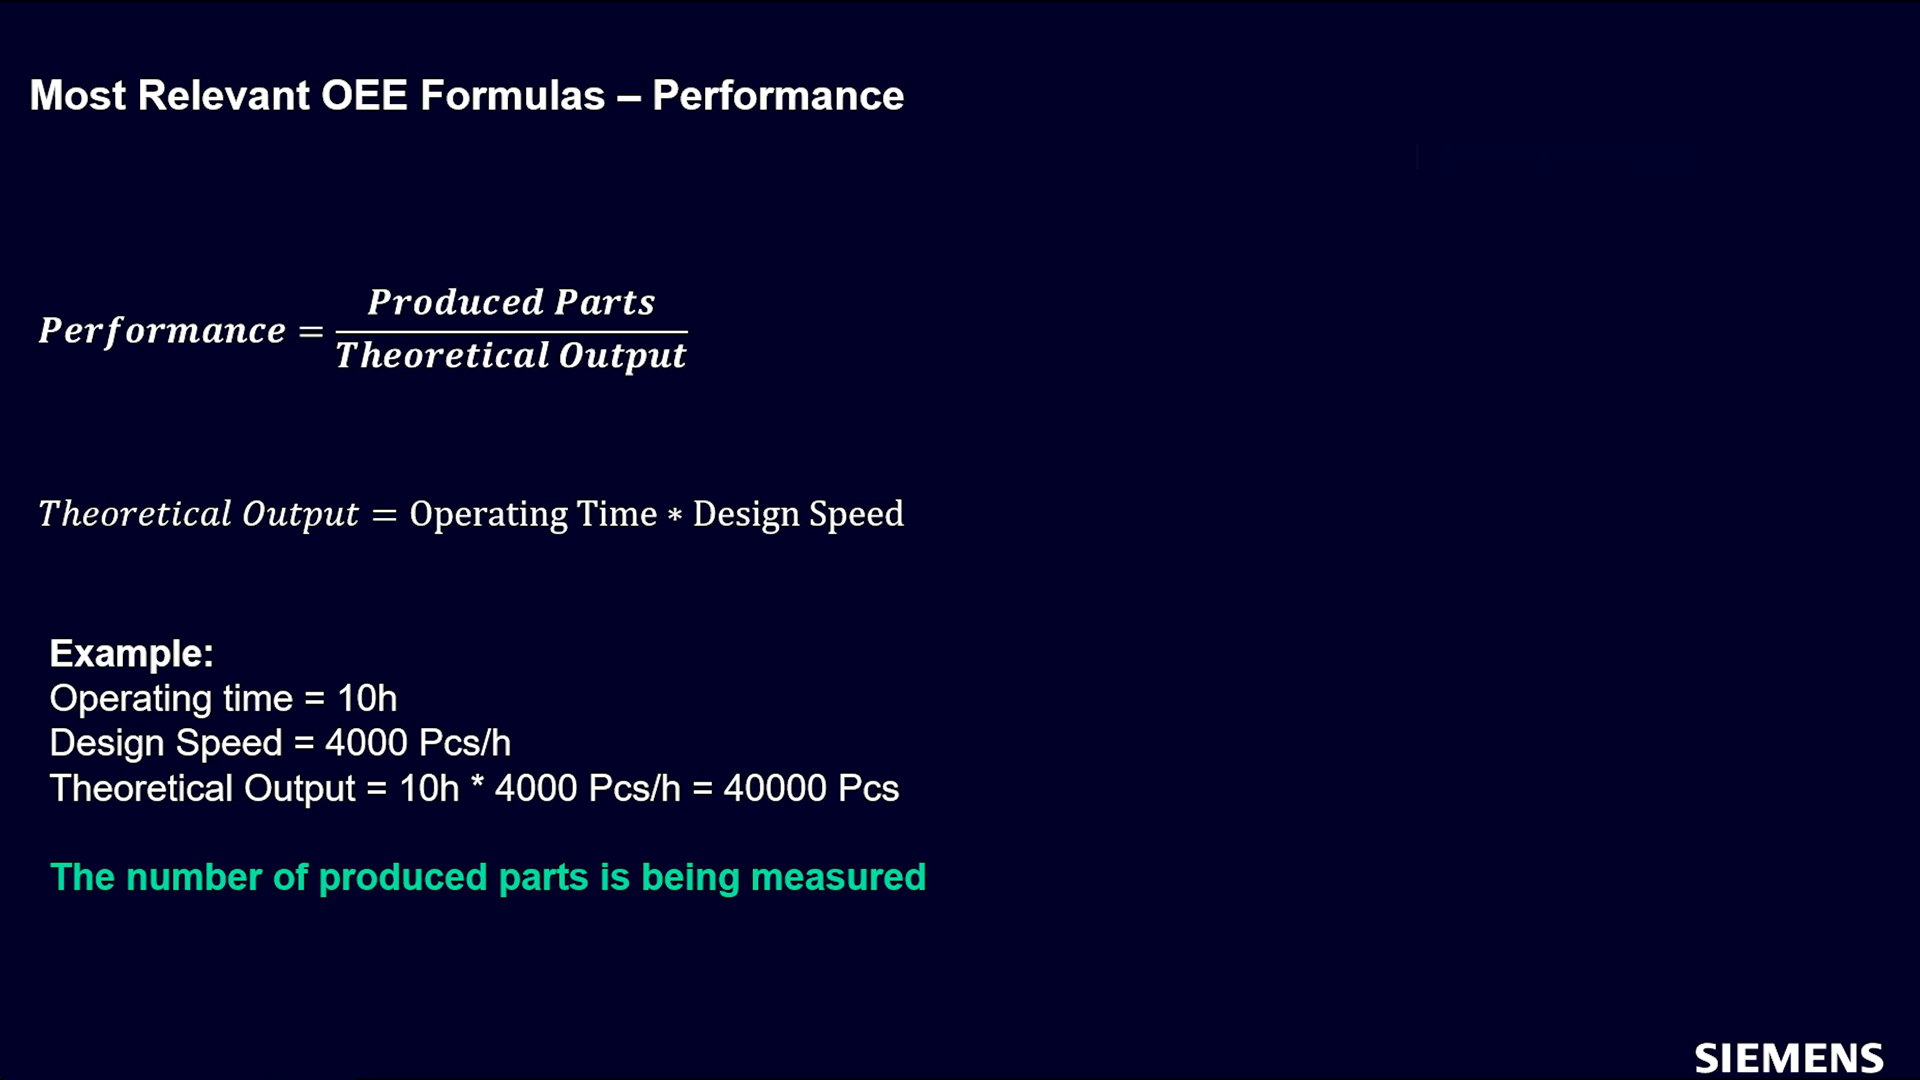 Most Relevant OEE Formulas – Performance
Performance = Produced Parts / Theoretical Output
Theoretical Output = Operating Time * Design Speed
Example:
Operating time = 10h
Design Speed = 4000 Pcs/h
Theoretical Output = 10h * 4000 Pcs/h = 40000 Pcs
The number of produced parts is being measured
SIEMENS